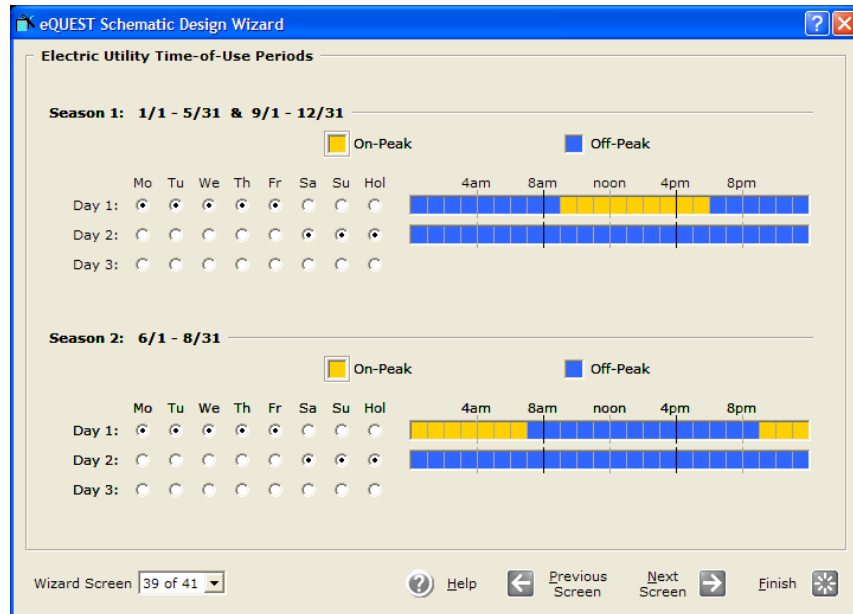 eQUEST Schematic Design Wizard
Electric Utility Time-of-Use Periods
Season 1: 1/1 - 5/31 & 9/1 - 12/31
On-Peak Off-Peak
Mo Tu We Th Fr Sa Su Hol 4am 8am noon 4pm 8pm
Day 1:
Day 2:
Day 3:
Season 2: 6/1 - 8/31
On-Peak Off-Peak
Mo Tu We Th Fr Sa Su Hol 4am 8am noon 4pm 8pm
Day 1:
Day 2:
Day 3:
Wizard Screen 39 of 41 ? Help Previous Screen Next Screen Finish